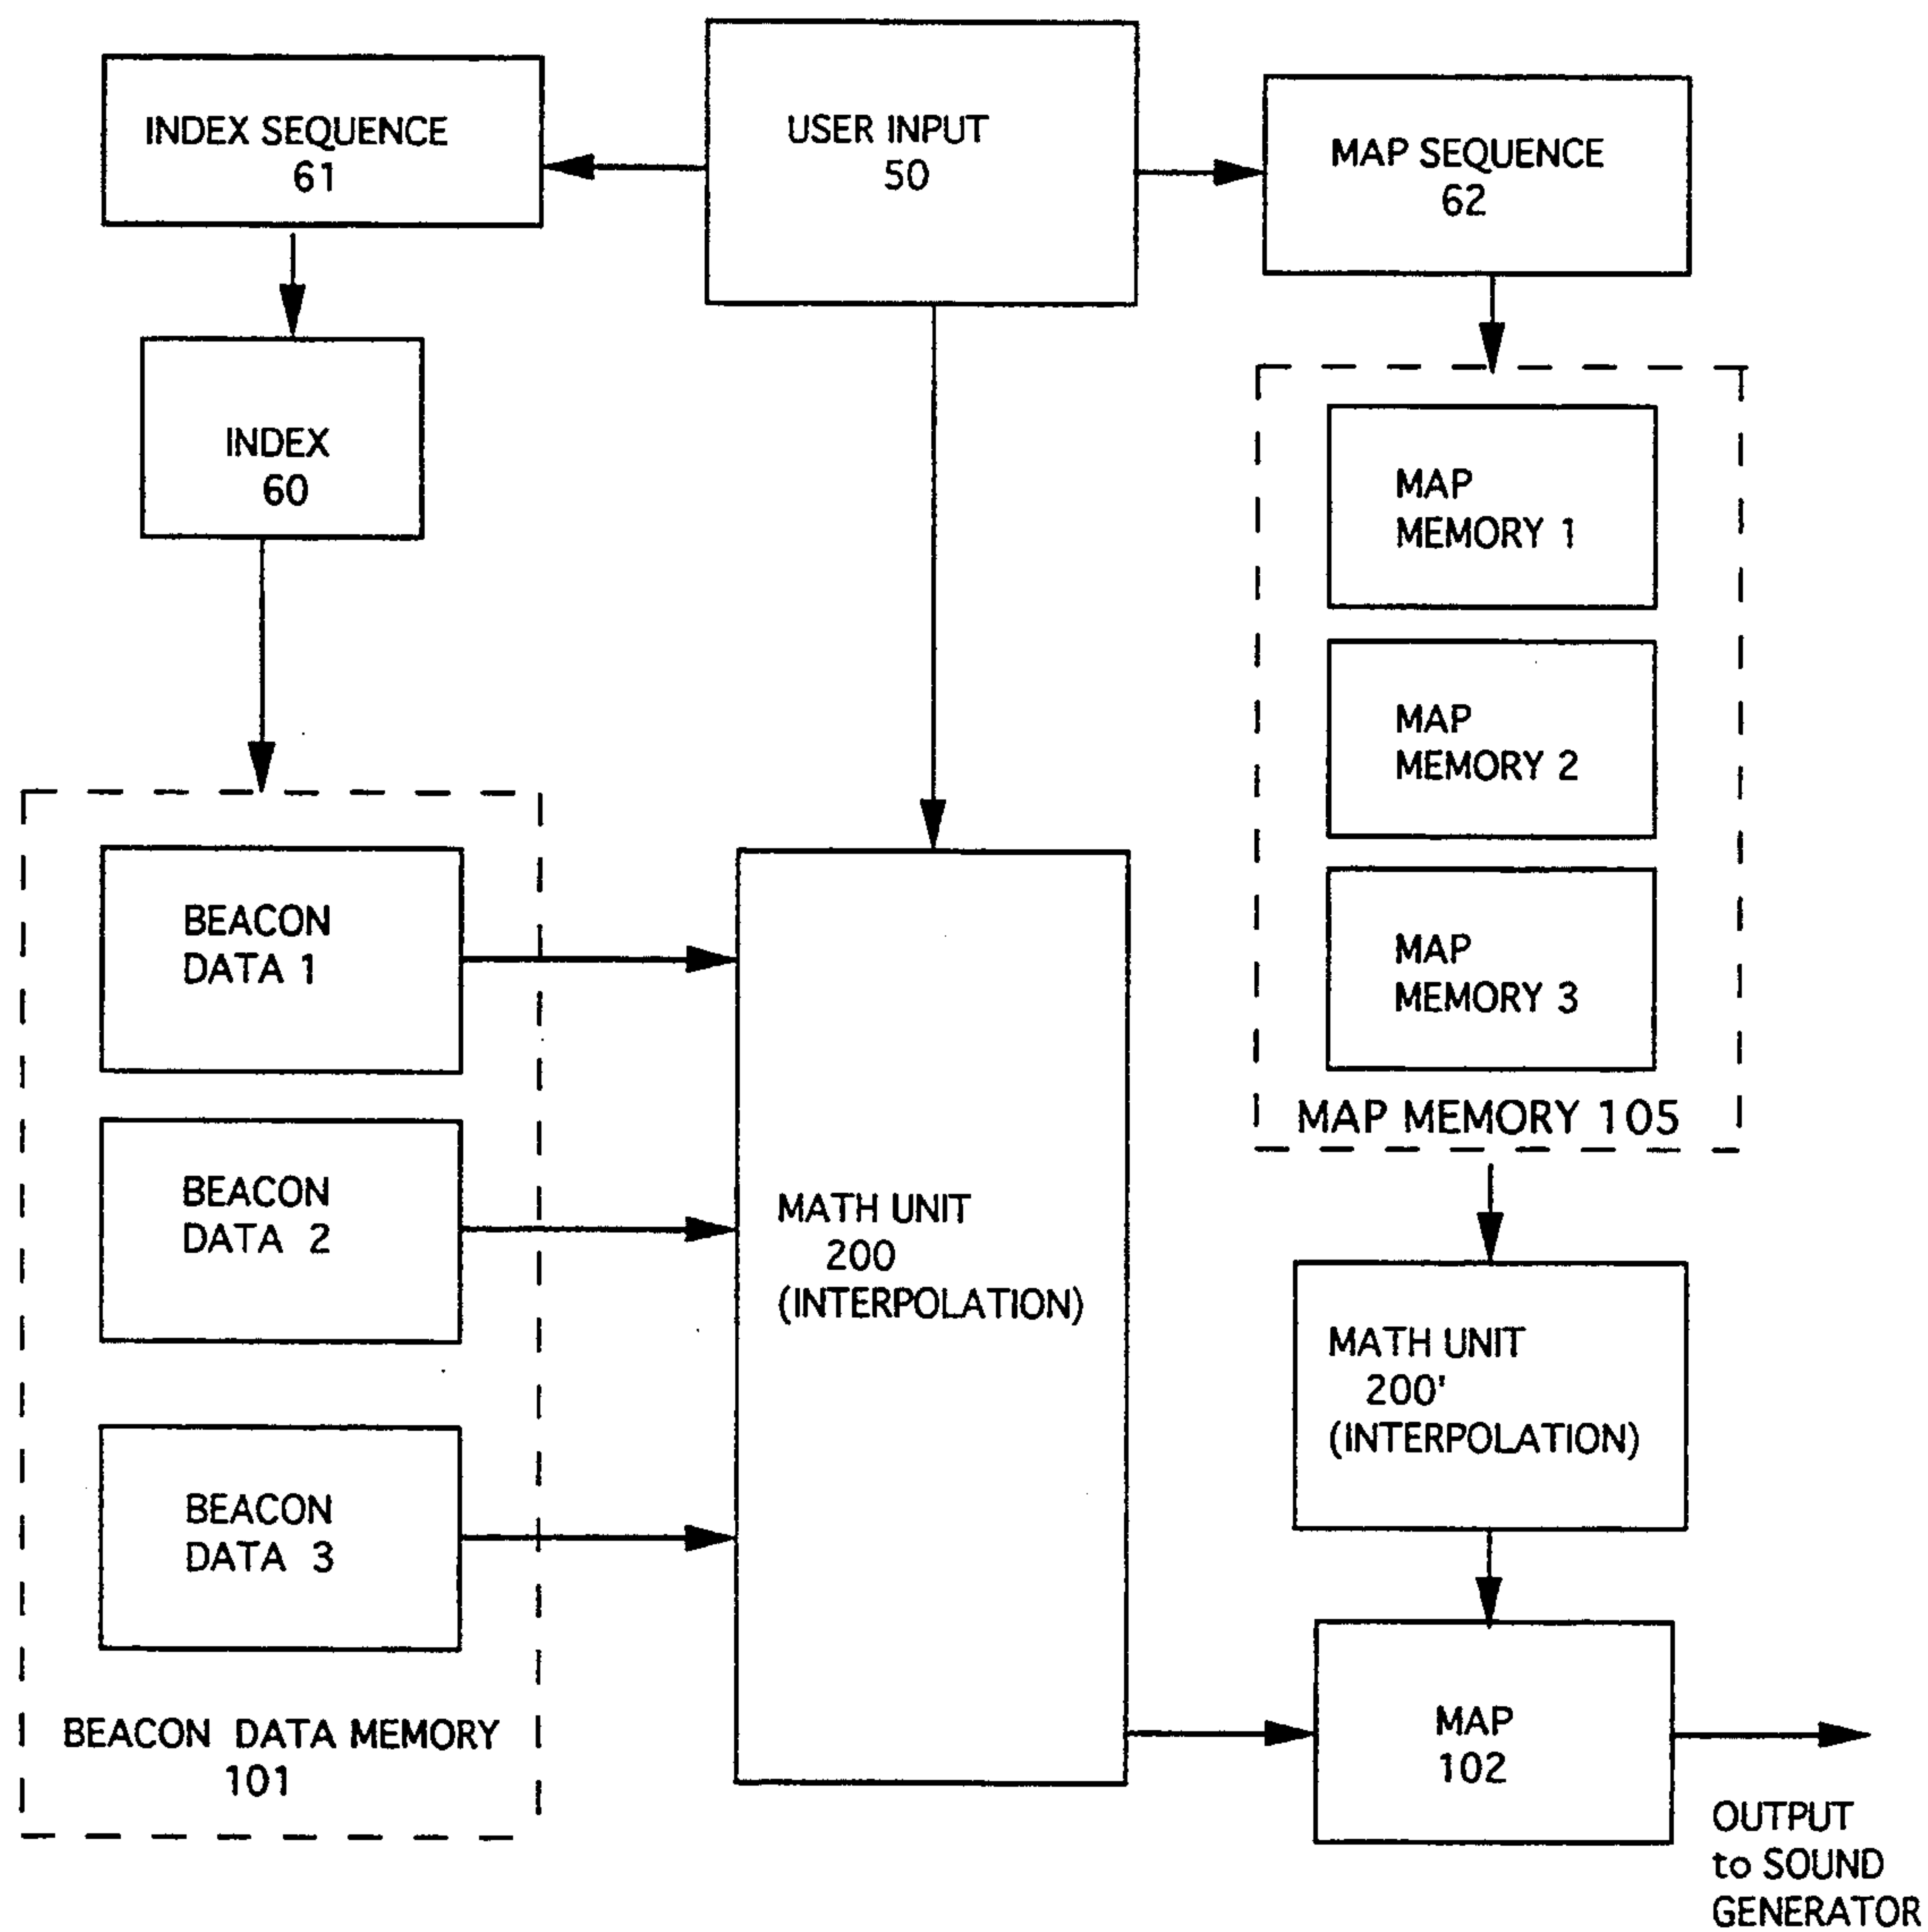 INDEX SEQUENCE
61
USER INPUT
50
MAP SEQUENCE
62
INDEX
60
MAP
MEMORY 1
MAP
MEMORY 2
MAP
MEMORY 3
MAP MEMORY 105
BEACON
DATA 1
BEACON
DATA 2
BEACON
DATA 3
BEACON DATA MEMORY
101
MATH UNIT
200
(INTERPOLATION)
MATH UNIT
200'
(INTERPOLATION)
MAP
102
OUTPUT
to SOUND
GENERATOR